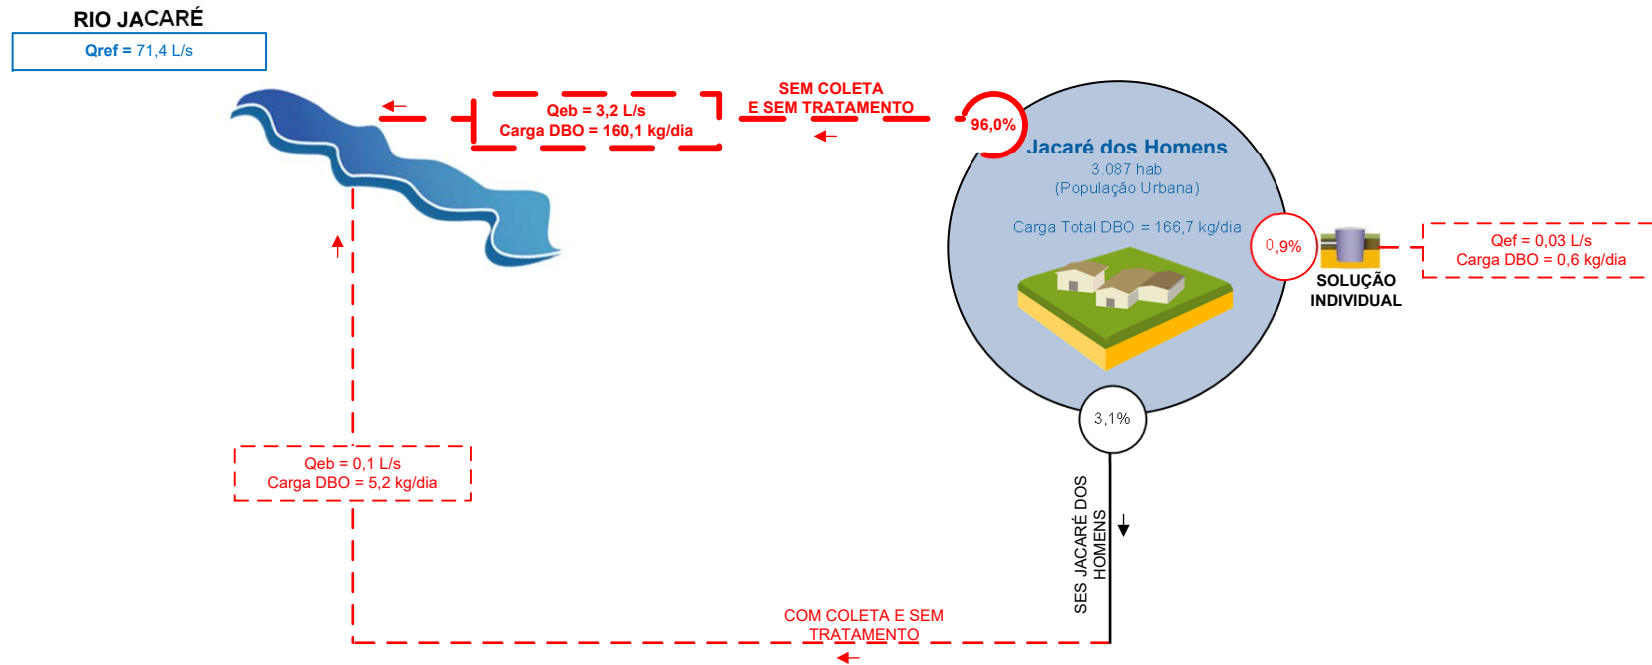 RIO JACARÉ
Qref = 71,4 L/s
Qeb = 3,2 L/s
Carga DBO = 160,1 kg/dia
SEM COLETA
E SEM TRATAMENTO
96,0%
Jacaré dos Homens
3.087 hab
(População Urbana)
Carga Total DBO = 166,7 kg/dia
0,9%
SOLUÇÃO
INDIVIDUAL
Qef = 0,03 L/s
Carga DBO = 0,6 kg/dia
3,1%
SES JACARÉ DOS
HOMENS
Qeb = 0,1 L/s
Carga DBO = 5,2 kg/dia
COM COLETA E SEM
TRATAMENTO